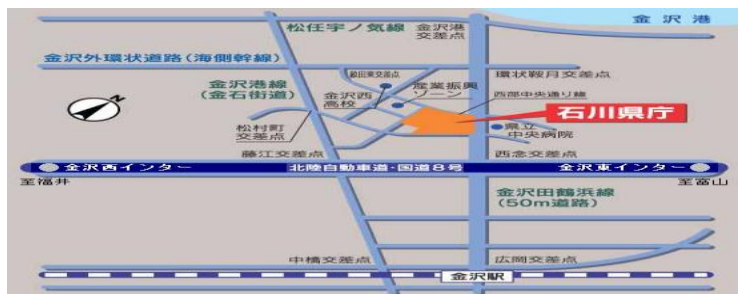 金沢港
松任宇ノ気線
金沢港
交差点
金沢外環状道路(海側幹線)
金沢港線
(金石街道)
金沢西
高校
産業振興
ゾーン
環状鞍月交差点
西部中央通り線
石川県庁
松村町
交差点
県立
中央病院
藤江交差点
西念交差点
金沢西インター
北陸自動車道・国道8号
金沢東インター
至福井
至富山
金沢田鶴浜線
(50m道路)
中橋交差点
広岡交差点
金沢駅
N